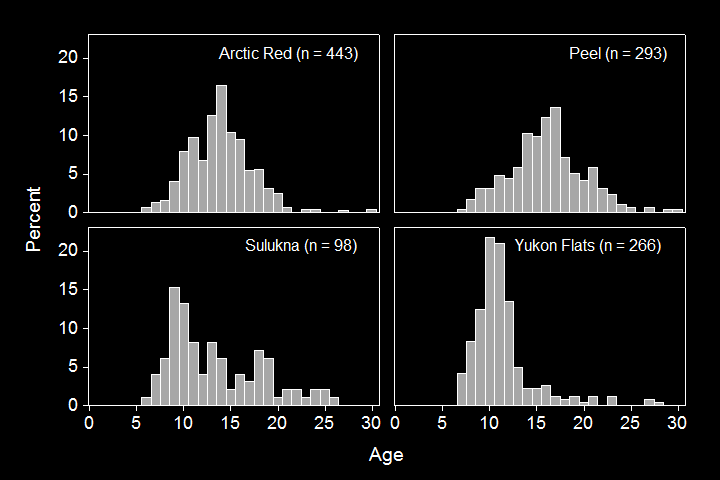 Arctic Red (n = 443)
Peel (n = 293)
20
15
10
5
0
Sulukna (n = 98)
Yukon Flats (n = 266)
20
15
10
5
0
Percent
0 5 10 15 20 25 30 0 5 10 15 20 25 30
Age